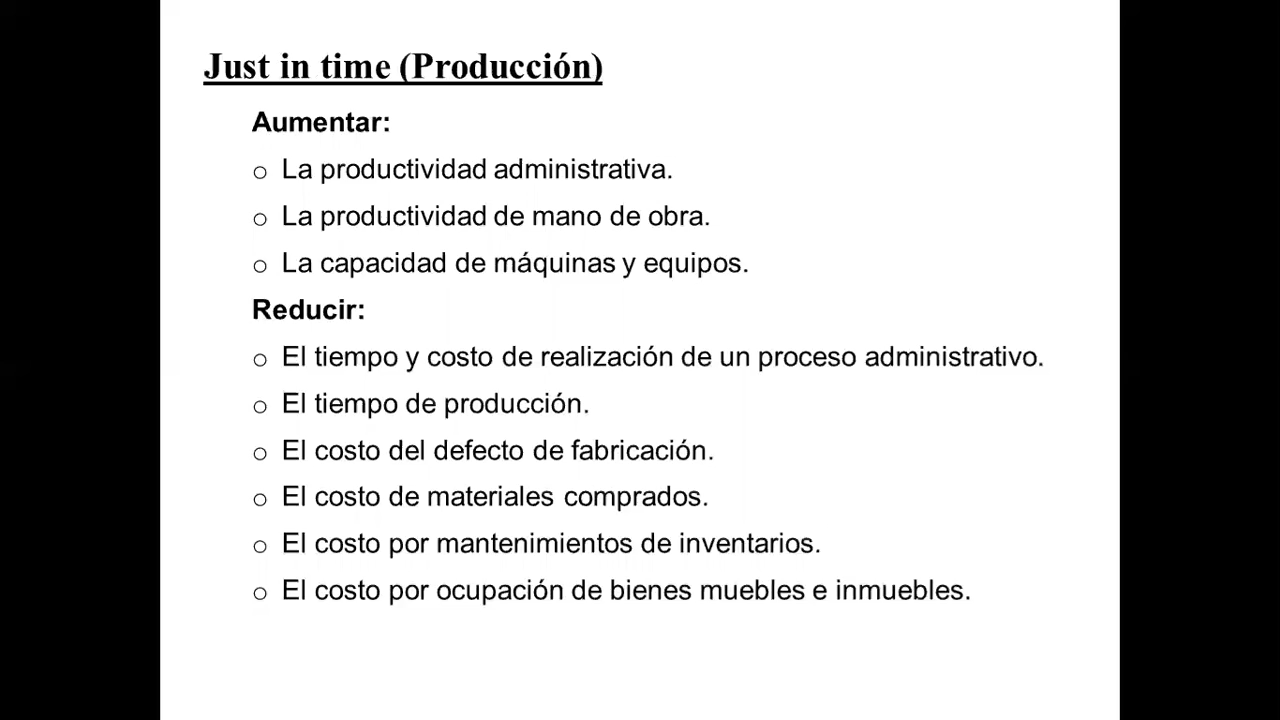 Just in time (Producción)
Aumentar:
o La productividad administrativa.
o La productividad de mano de obra.
o La capacidad de máquinas y equipos.
Reducir:
o El tiempo y costo de realización de un proceso administrativo.
o El tiempo de producción.
o El costo del defecto de fabricación.
o El costo de materiales comprados.
o El costo por mantenimientos de inventarios.
o El costo por ocupación de bienes muebles e inmuebles.